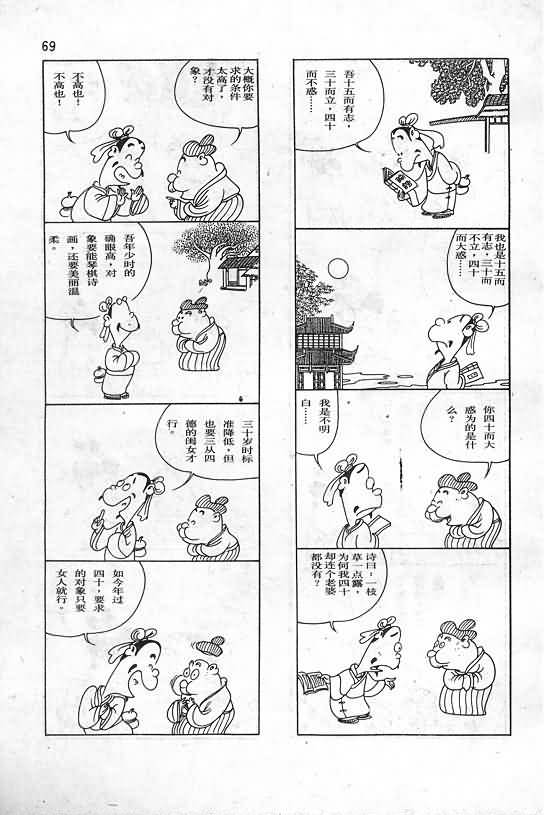 69
吾十五而有志，
三十而立，四十
而不惑……
我也是十五而
有志，三十而
不立，四十
而大惑……
你四十而大
惑为的是什
么？
我是不明
白……
诗曰：一枝
草一点露，
为何我四十
却连个老婆
都没有？
大概你要
求的条件
太高了，
才没有对
象？
不高也！
不高也！
吾年少时的
确眼高，对
象要能琴棋诗
画，还要美丽温
柔。
三十岁时标
准降低，但
也要三从四
德的闺女才
行。
如今年过
四十，要求
的对象只要
女人就行。